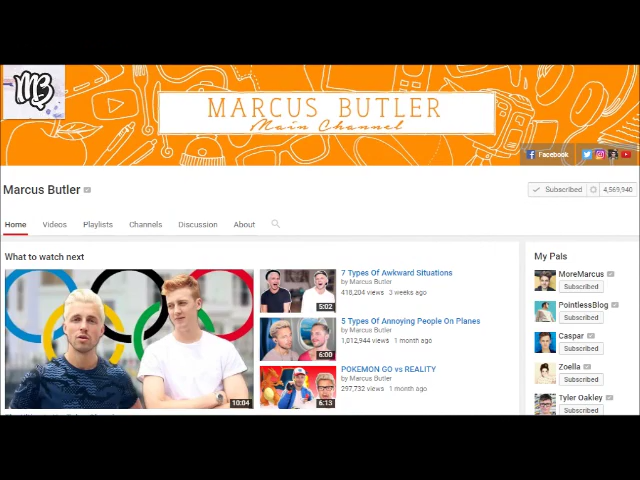 MB
MARCUS BUTLER
Main Channel
Facebook
Marcus Butler
Subscribed 4,569,940
Home Videos Playlists Channels Discussion About
What to watch next
10:04
5:02
7 Types Of Awkward Situations
by Marcus Butler
418,204 views 3 weeks ago
6:00
5 Types Of Annoying People On Planes
by Marcus Butler
1,012,944 views 1 month ago
6:13
POKEMON GO vs REALITY
by Marcus Butler
297,732 views 1 month ago
My Pals
MoreMarcus
Subscribed
PointlessBlog
Subscribed
Caspar
Subscribed
Zoella
Subscribed
Tyler Oakley
Subscribed